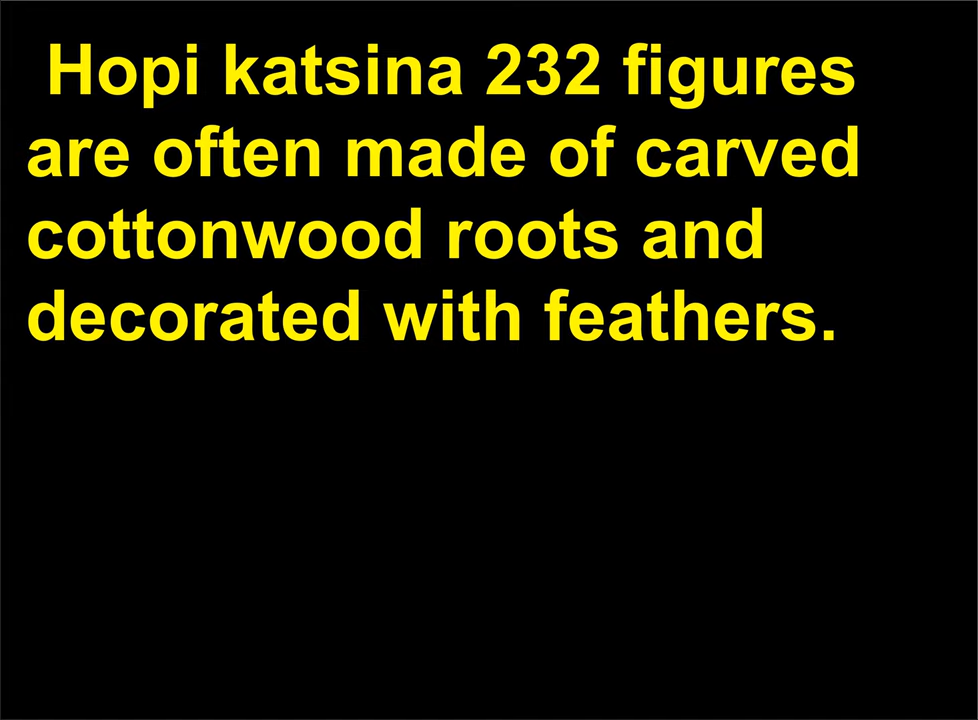 Hopi katsina 232 figures
are often made of carved
cottonwood roots and
decorated with feathers.